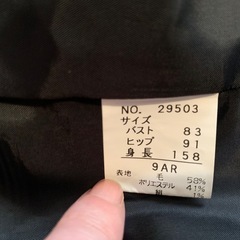 NO. 29503
サイズ
バスト 83
ヒップ 91
身長 158
9AR
表地 毛 58%
ポリエステル 41%
1%